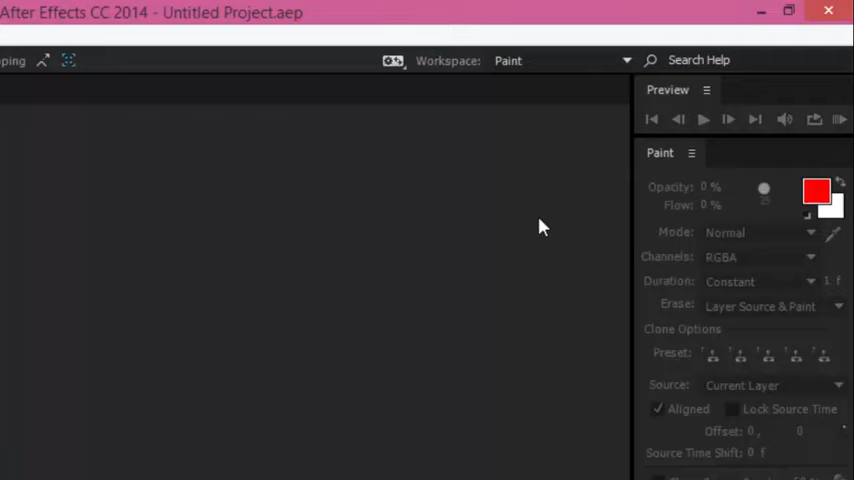 After Effects CC 2014 - Untitled Project.aep
pping
Workspace: Paint
Search Help
Preview
Paint
Opacity: 0 %
25
Flow: 0 %
Mode: Normal
Channels: RGBA
Duration: Constant 1 f
Erase: Layer Source & Paint
Clone Options
Preset:
Source: Current Layer
Aligned Lock Source Time
Offset: 0 , 0
Source Time Shift: 0 f